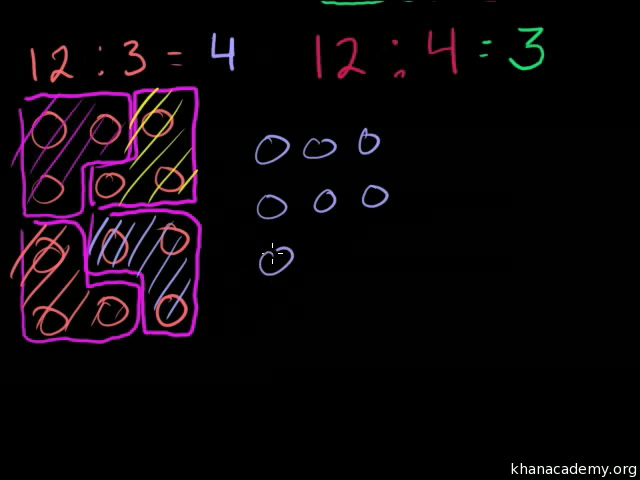 12 : 3 = 4
12 : 4 = 3
khanacademy.org